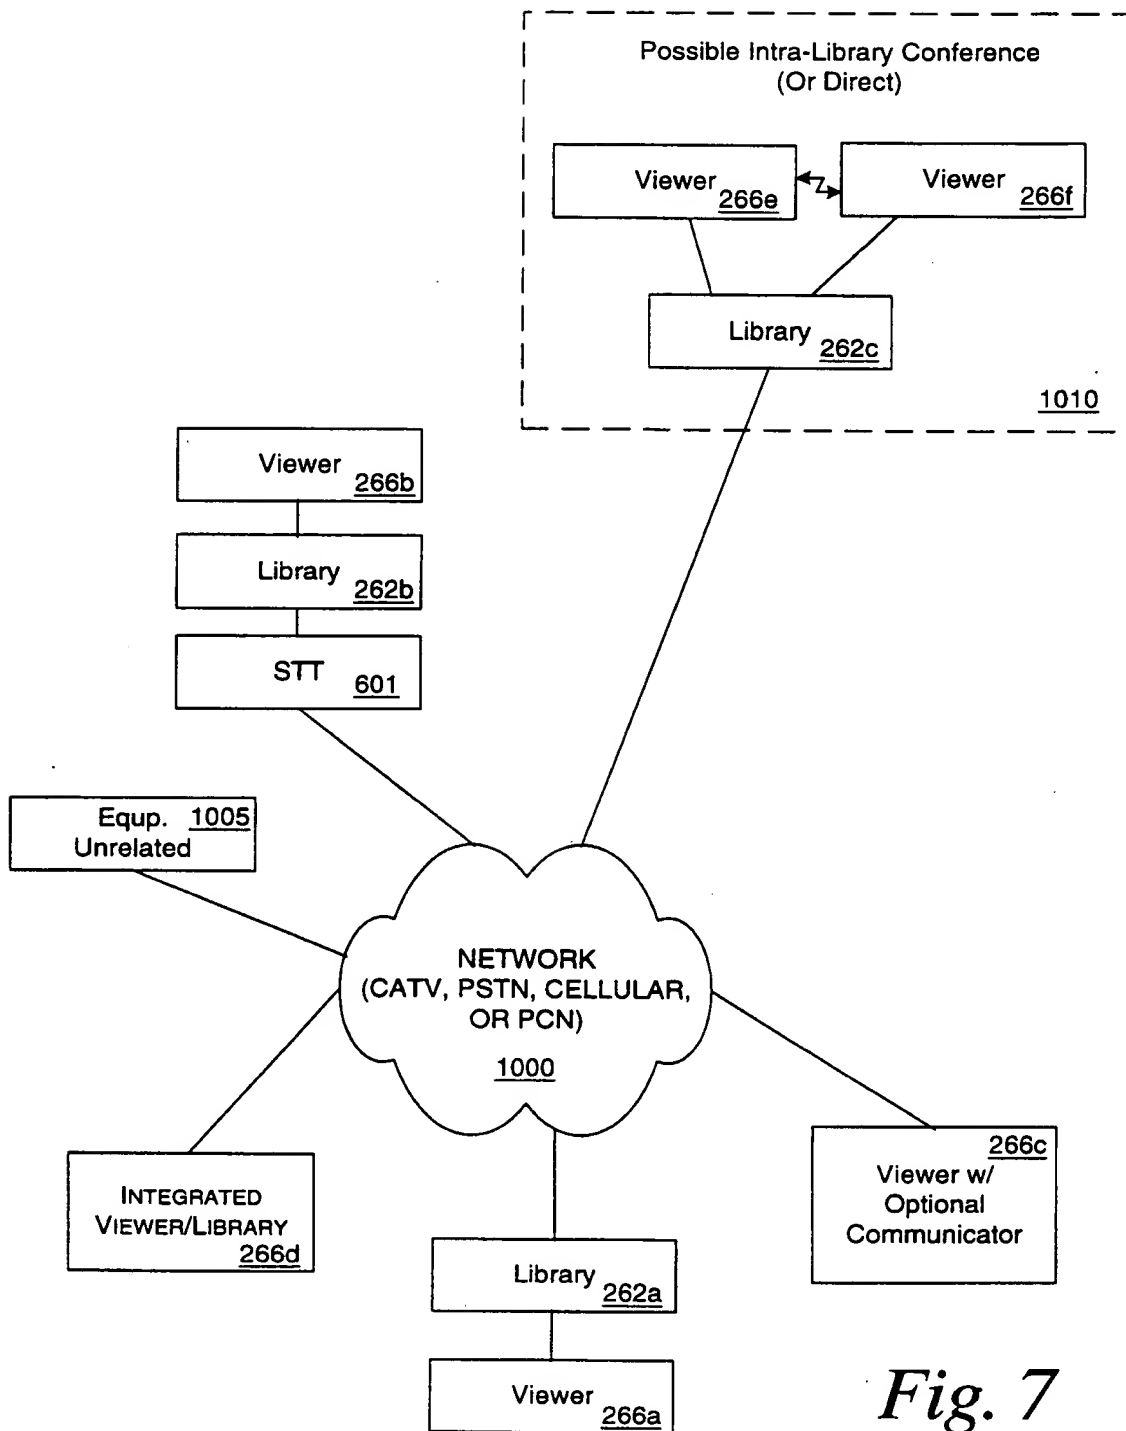 Possible Intra-Library Conference
(Or Direct)
Viewer
266e
Viewer
266f
Library
262c
1010
Viewer
266b
Library
262b
STT
601
Equp. 1005
Unrelated
NETWORK
(CATV, PSTN, CELLULAR,
OR PCN)
1000
266c
Viewer w/
Optional
Communicator
INTEGRATED
VIEWER/LIBRARY
266d
Library
262a
Viewer
266a
Fig. 7